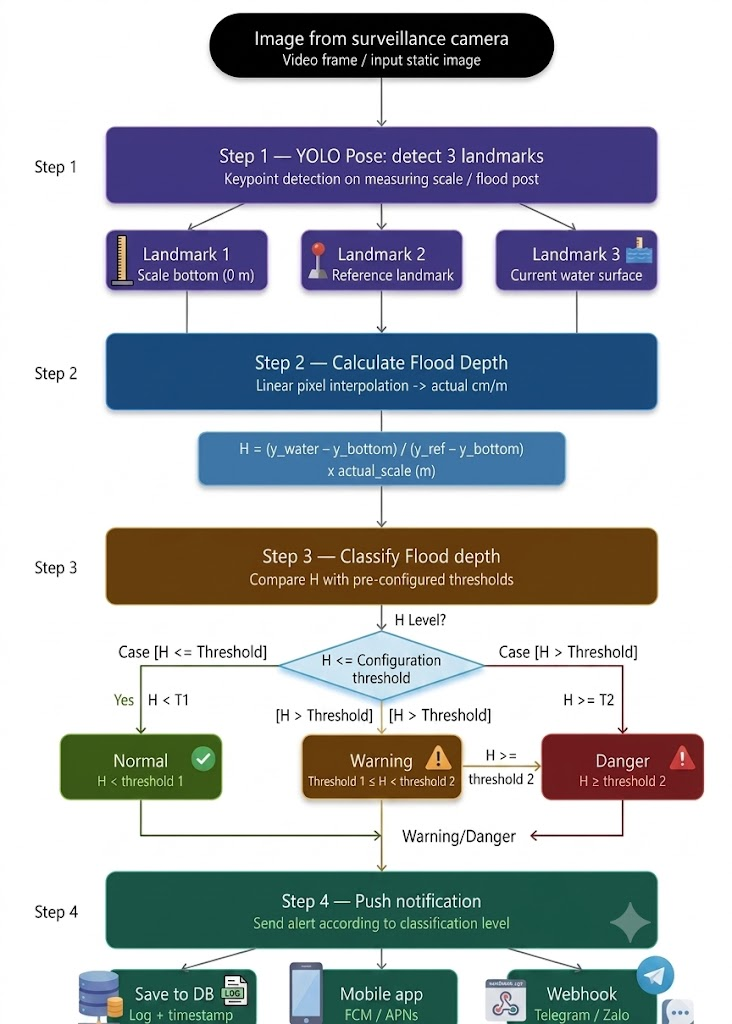 Image from surveillance camera
Video frame / input static image
Step 1
Step 1 — YOLO Pose: detect 3 landmarks
Keypoint detection on measuring scale / flood post
Landmark 1
Scale bottom (0 m)
Landmark 2
Reference landmark
Landmark 3
Current water surface
Step 2
Step 2 — Calculate Flood Depth
Linear pixel interpolation -> actual cm/m
H = (y_water – y_bottom) / (y_ref – y_bottom)
x actual_scale (m)
Step 3
Step 3 — Classify Flood depth
Compare H with pre-configured thresholds
H Level?
Case [H <= Threshold]
H <= Configuration
threshold
Case [H > Threshold]
Yes
H < T1
[H > Threshold]
[H > Threshold]
H >= T2
Normal
H < threshold 1
Warning
Threshold 1 ≤ H < threshold 2
H >=
threshold 2
Danger
H ≥ threshold 2
Warning/Danger
Step 4
Step 4 — Push notification
Send alert according to classification level
Save to DB
LOG
Log + timestamp
Mobile app
FCM / APNs
Webhook
Telegram / Zalo